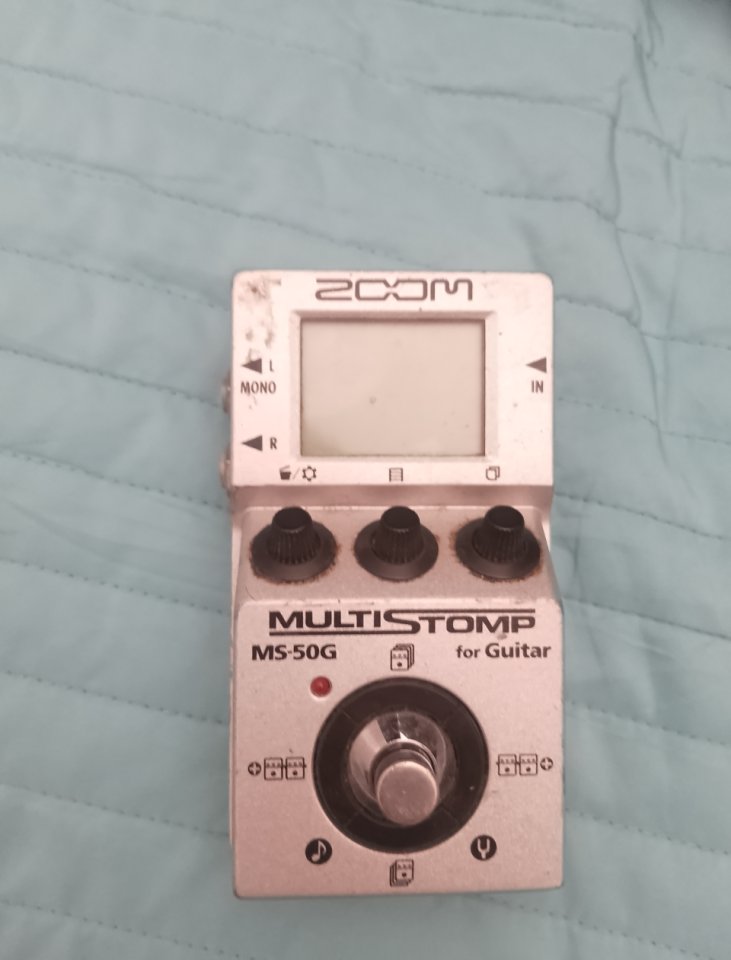 ZOOM
L
MONO
IN
R
MULTISTOMP
MS-50G
for Guitar